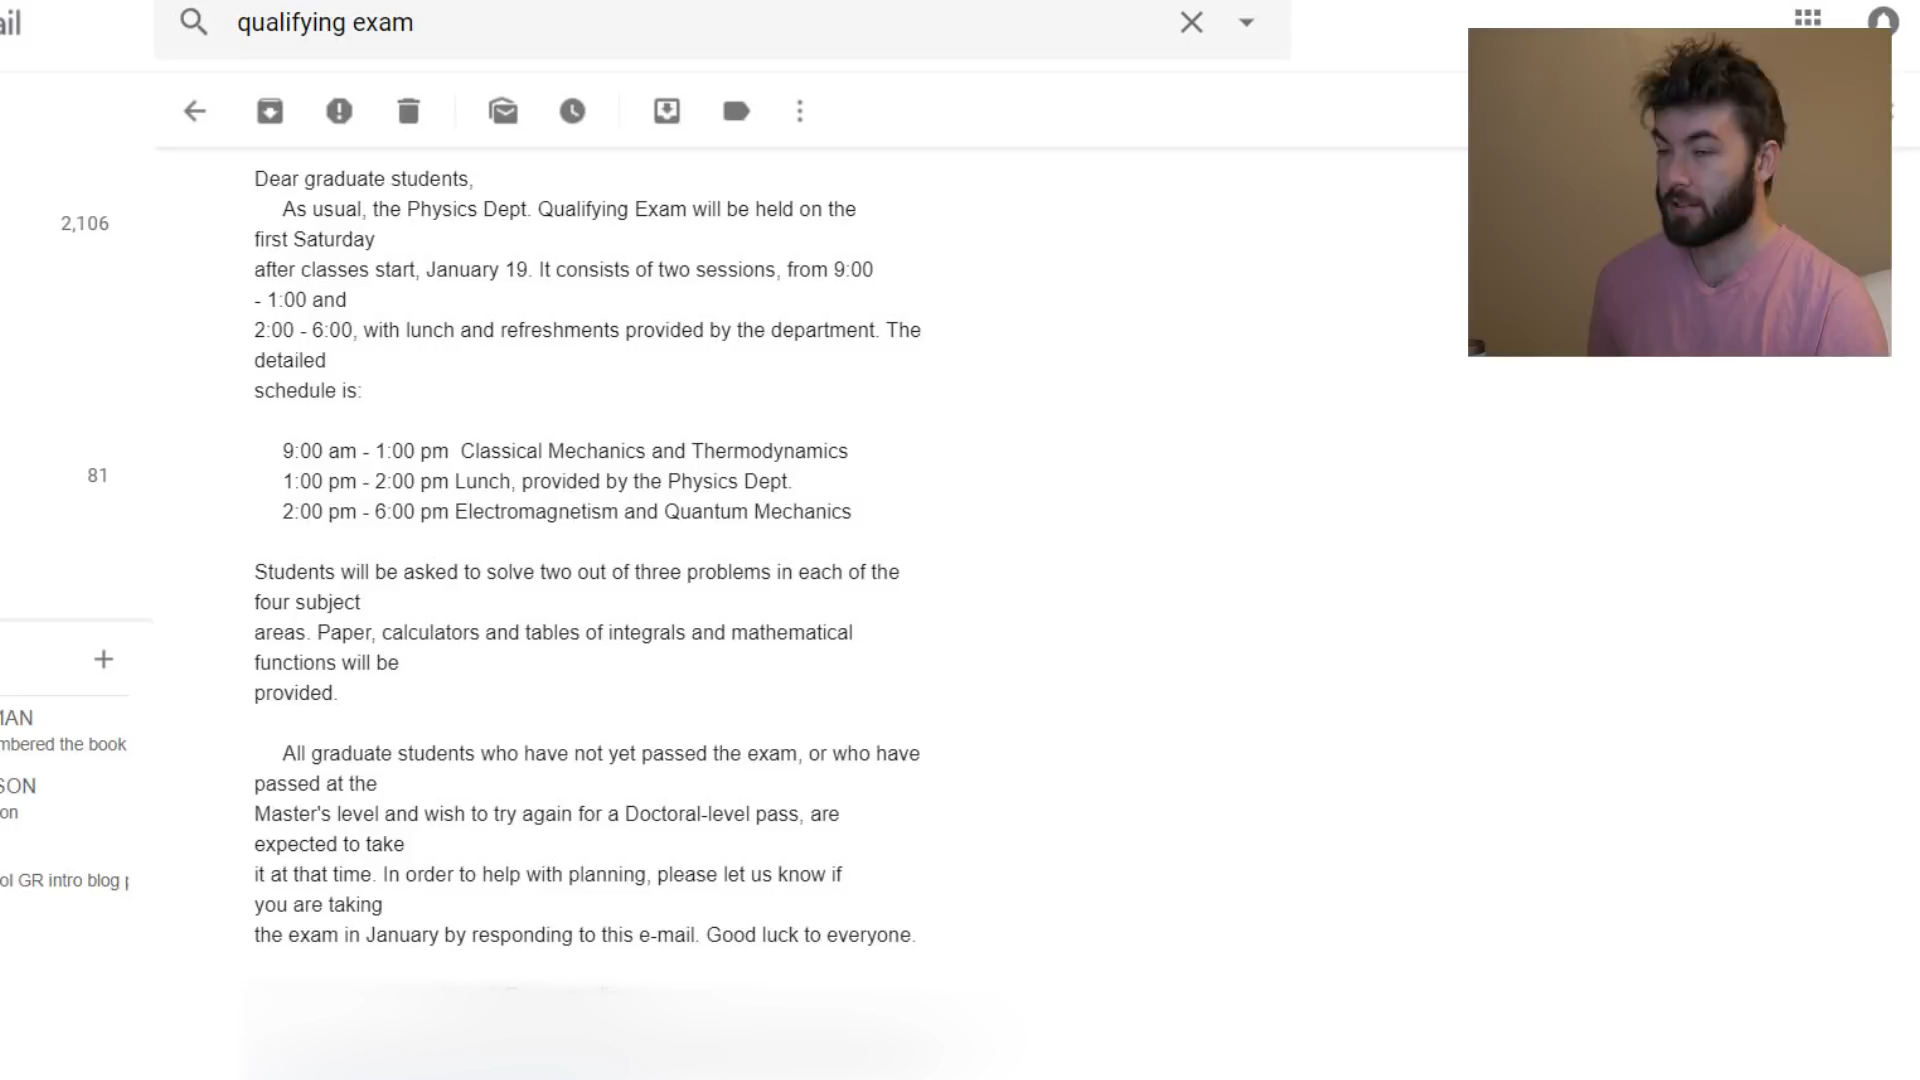 ail
qualifying exam
2,106
81
Dear graduate students,
As usual, the Physics Dept. Qualifying Exam will be held on the
first Saturday
after classes start, January 19. It consists of two sessions, from 9:00
- 1:00 and
2:00 - 6:00, with lunch and refreshments provided by the department. The
detailed
schedule is:
9:00 am - 1:00 pm  Classical Mechanics and Thermodynamics
1:00 pm - 2:00 pm Lunch, provided by the Physics Dept.
2:00 pm - 6:00 pm Electromagnetism and Quantum Mechanics
Students will be asked to solve two out of three problems in each of the
four subject
areas. Paper, calculators and tables of integrals and mathematical
functions will be
provided.
All graduate students who have not yet passed the exam, or who have
passed at the
Master's level and wish to try again for a Doctoral-level pass, are
expected to take
it at that time. In order to help with planning, please let us know if
you are taking
the exam in January by responding to this e-mail. Good luck to everyone.
MAN
mbered the book
SON
on
ol GR intro blog p